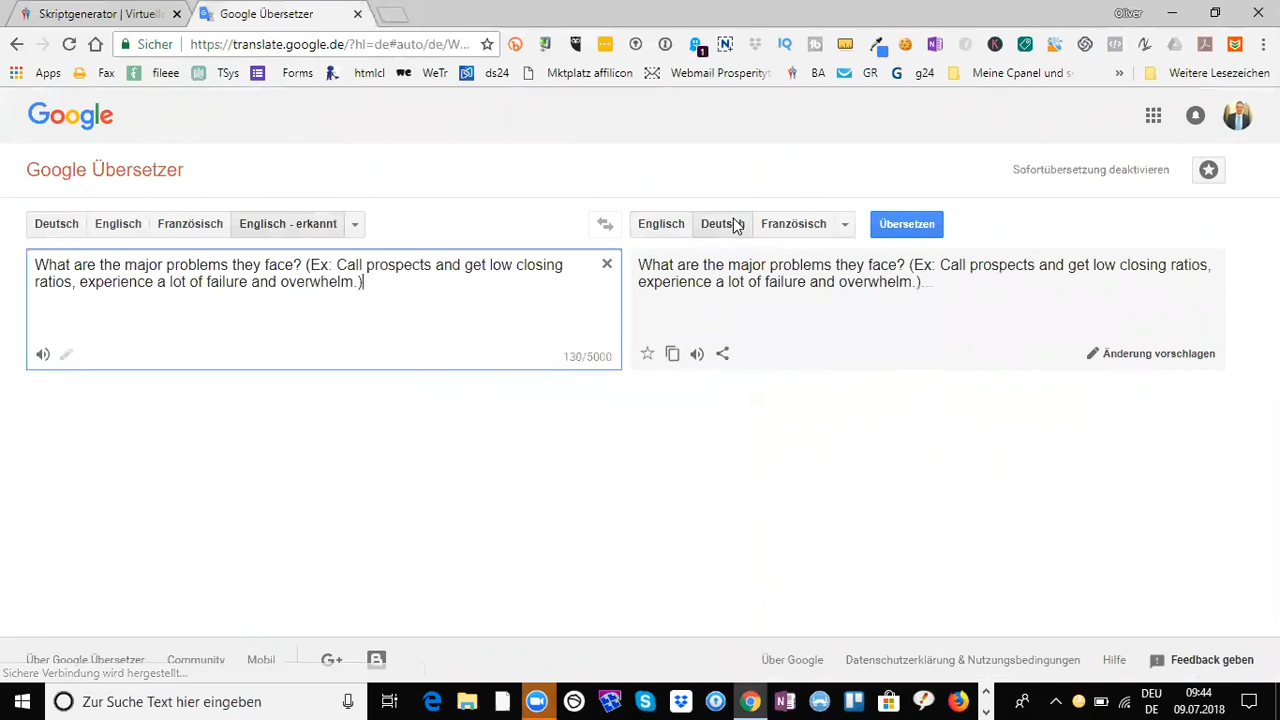 Skriptgenerator | Virtuelle
Google Übersetzer
Oliver
Sicher
https://translate.google.de/?hl=de#auto/de/W...
1
Apps
Fax
fileee
TSys
Forms
htmlcl
WeTr
ds24
Mktplatz affilicon
Webmail Prosperity
BA
GR
g24
Meine Cpanel und s
»
Weitere Lesezeichen
Google
Google Übersetzer
Sofortübersetzung deaktivieren
Deutsch
Englisch
Französisch
Englisch - erkannt
Englisch
Deutsch
Französisch
Übersetzen
What are the major problems they face? (Ex: Call prospects and get low closing
ratios, experience a lot of failure and overwhelm.)
130/5000
What are the major problems they face? (Ex: Call prospects and get low closing ratios,
experience a lot of failure and overwhelm.)...
Änderung vorschlagen
Über Google Übersetzer
Community
Mobil
G+
Über Google
Datenschutzerklärung & Nutzungsbedingungen
Hilfe
Feedback geben
Sichere Verbindung wird hergestellt...
Zur Suche Text hier eingeben
DEU
DE
09:44
09.07.2018